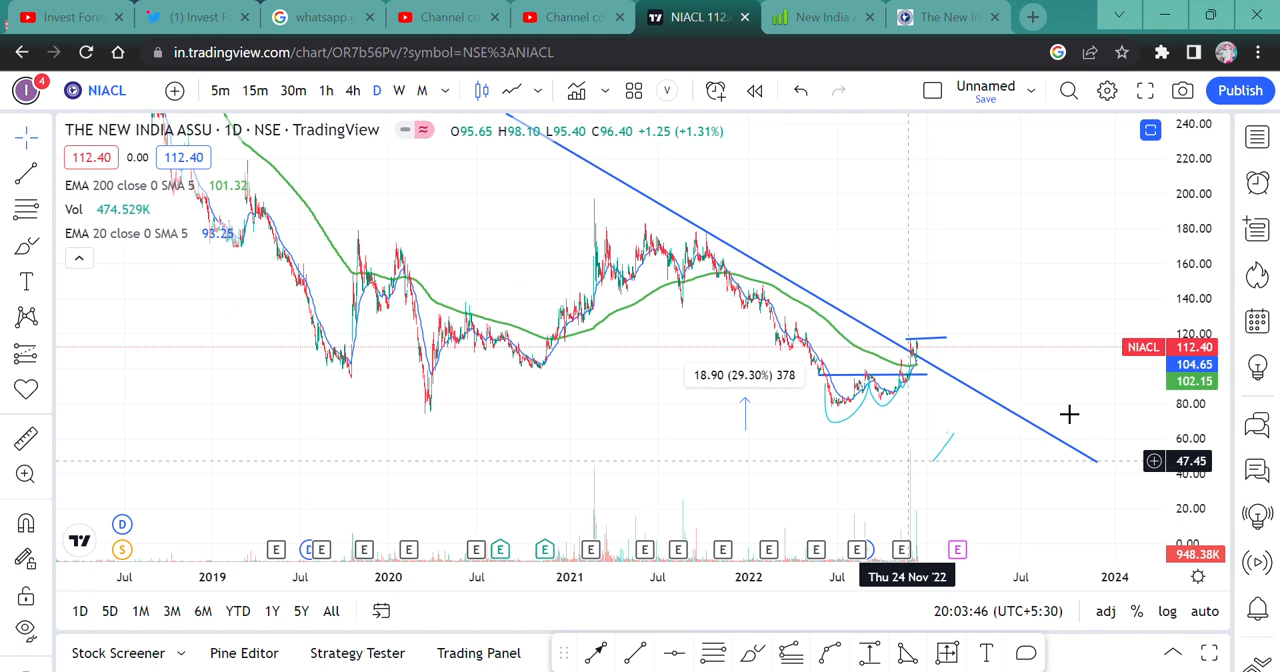 Invest Fore
(1) Invest F
whatsapp g
Channel co
Channel co
NIACL 112.
New India
The New In
in.tradingview.com/chart/OR7b56Pv/?symbol=NSE%3ANIACL
I
4
NIACL
5m 15m 30m 1h 4h D W M
V
Unnamed
Save
Publish
THE NEW INDIA ASSU · 1D · NSE · TradingView
O95.65 H98.10 L95.40 C96.40 +1.25 (+1.31%)
112.40 0.00 112.40
EMA 200 close 0 SMA 5 101.32
Vol 474.529K
EMA 20 close 0 SMA 5 93.25
18.90 (29.30%) 378
240.00
220.00
200.00
180.00
160.00
140.00
120.00
NIACL 112.40
104.65
102.15
80.00
60.00
47.45
40.00
20.00
0.00
948.38K
D
S E D E E E E E E E E E E E E E E E E
Jul 2019 Jul 2020 Jul 2021 Jul 2022 Jul Thu 24 Nov '22 Jul 2024
1D 5D 1M 3M 6M YTD 1Y 5Y All
20:03:46 (UTC+5:30)
adj % log auto
Stock Screener
Pine Editor
Strategy Tester
Trading Panel